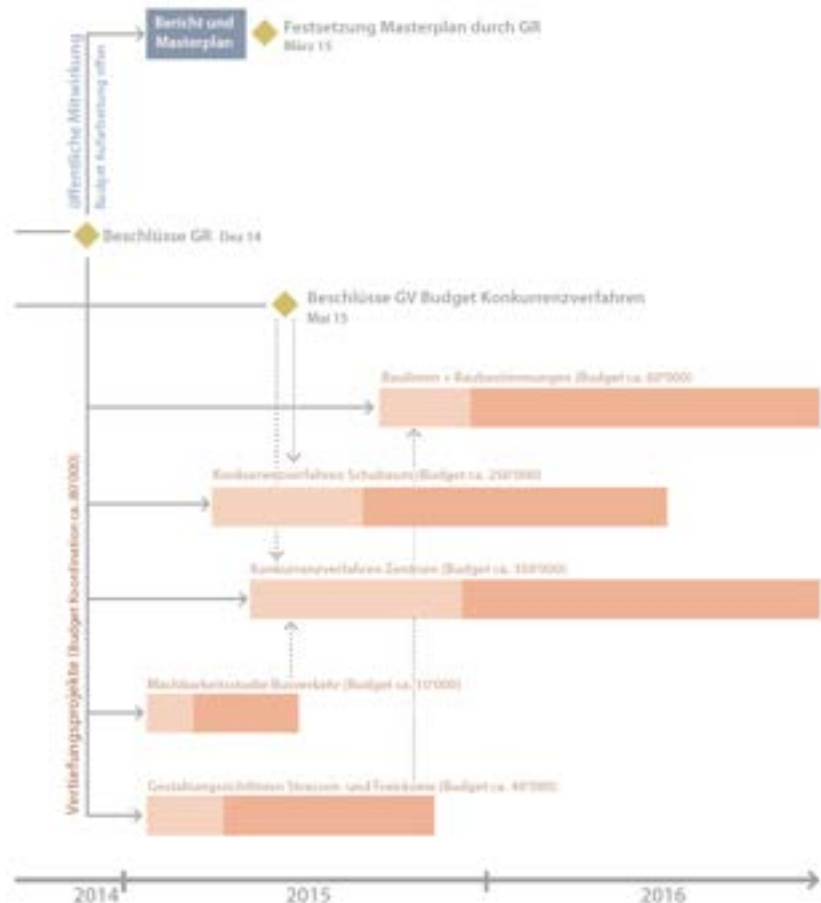 Bericht und
Masterplan
Festsetzung Masterplan durch GR
März 15
öffentliche Mitwirkung
Budget Aufarbeitung offen
Beschlüsse GR Dez 14
Beschlüsse GV Budget Konkurrenzverfahren
Mai 15
Baulinien + Baubestimmungen (Budget ca. 60'000)
Konkurrenzverfahren Schulraum (Budget ca. 250'000)
Konkurrenzverfahren Zentrum (Budget ca. 350'000)
Vertiefungsprojekte (Budget Koordination ca. 80'000)
Machbarkeitsstudie Busverkehr (Budget ca. 10'000)
Gestaltungsrichtlinien Strassen- und Freiräume (Budget ca. 40'000)
2014
2015
2016